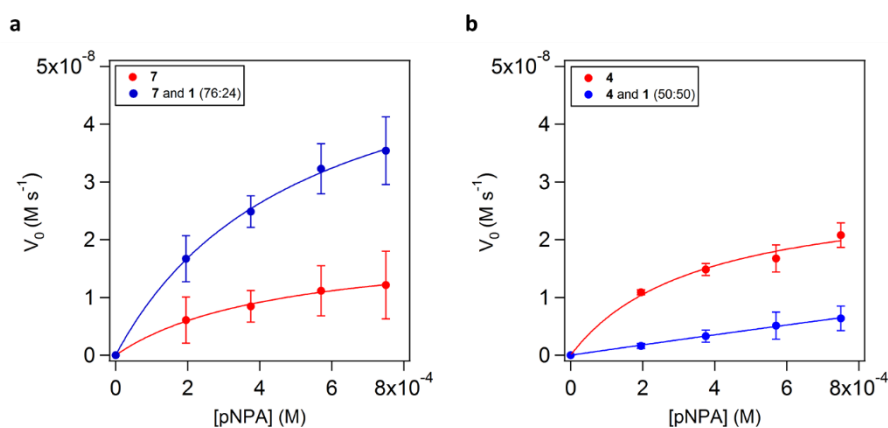 a
5x10⁻⁸
4
3
2
1
0
V₀ (M s⁻¹)
7
7 and 1 (76:24)
0
2
4
6
8x10⁻⁴
[pNPA] (M)
b
5x10⁻⁸
4
3
2
1
0
V₀ (M s⁻¹)
4
4 and 1 (50:50)
0
2
4
6
8x10⁻⁴
[pNPA] (M)